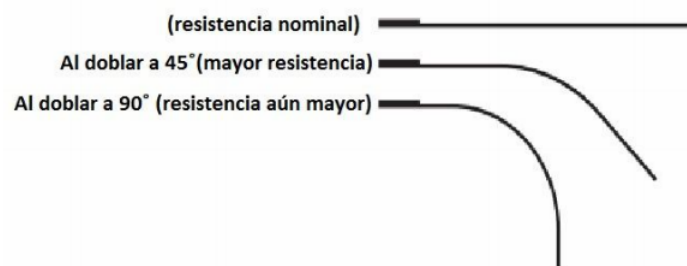 (resistencia nominal)
Al doblar a 45˚(mayor resistencia)
Al doblar a 90˚ (resistencia aún mayor)